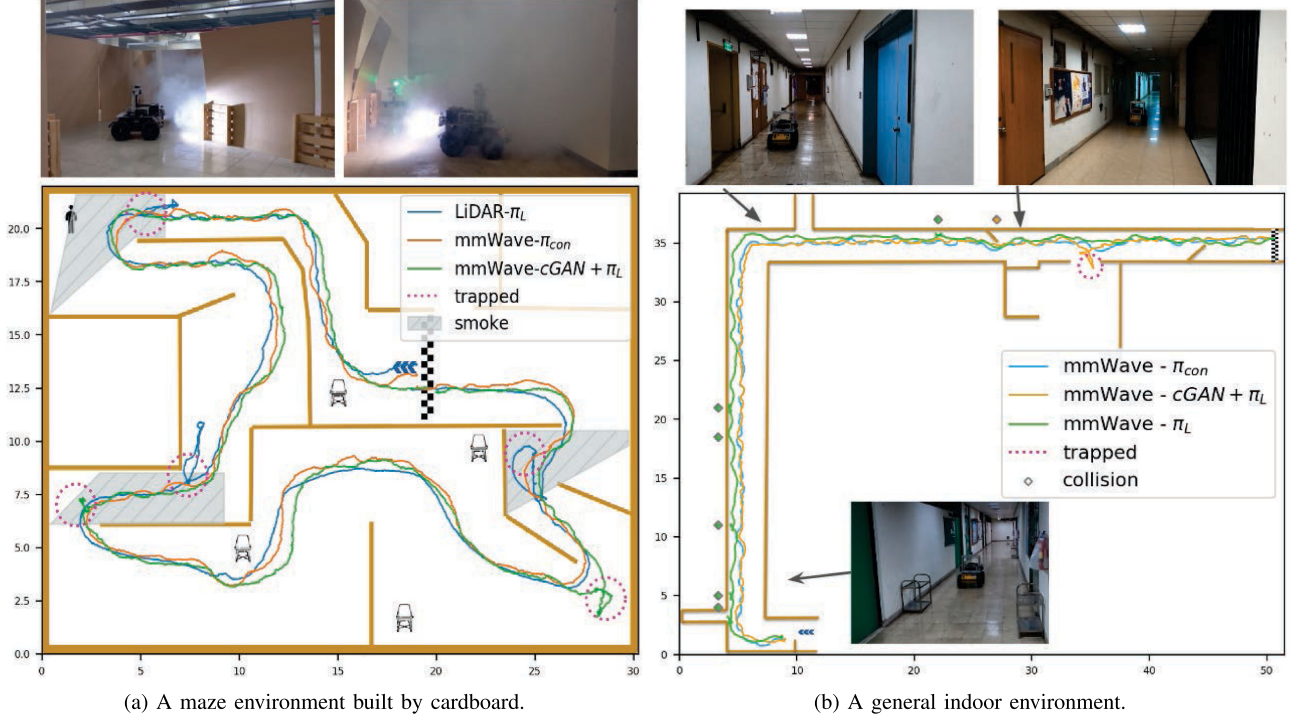 LiDAR-πL
mmWave-πcon
mmWave-cGAN + πL
trapped
smoke
20.0
17.5
15.0
12.5
10.0
7.5
5.0
2.5
0.0
0 5 10 15 20 25 30
(a) A maze environment built by cardboard.
mmWave - πcon
mmWave - cGAN + πL
mmWave - πL
trapped
collision
35
30
25
20
15
10
5
0
0 10 20 30 40 50
(b) A general indoor environment.